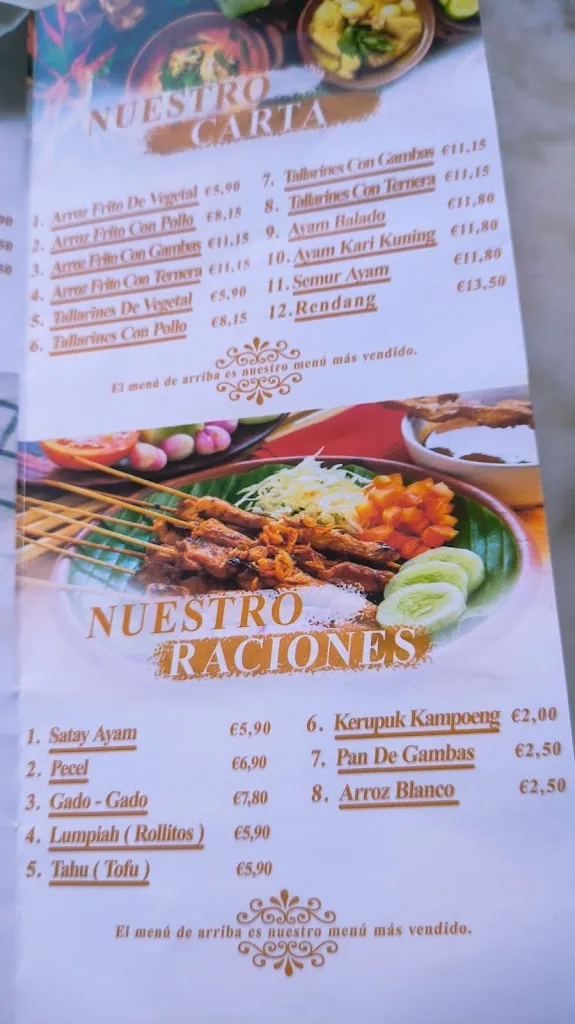 NUESTRO
CARTA
1. Arroz Frito De Vegetal €5,90
2. Arroz Frito Con Pollo €8,15
3. Arroz Frito Con Gambas €11,15
4. Arroz Frito Con Ternera €11,15
5. Tallarines De Vegetal €5,90
6. Tallarines Con Pollo €8,15
7. Tallarines Con Gambas €11,15
8. Tallarines Con Ternera €11,15
9. Ayam Balado €11,80
10. Ayam Kari Kuning €11,80
11. Semur Ayam €11,80
12. Rendang €13,50
El menú de arriba es nuestro menú más vendido.
NUESTRO
RACIONES
1. Satay Ayam €5,90
2. Pecel €6,90
3. Gado - Gado €7,80
4. Lumpiah ( Rollitos ) €5,90
5. Tahu ( Tofu ) €5,90
6. Kerupuk Kampoeng €2,00
7. Pan De Gambas €2,50
8. Arroz Blanco €2,50
El menú de arriba es nuestro menú más vendido.